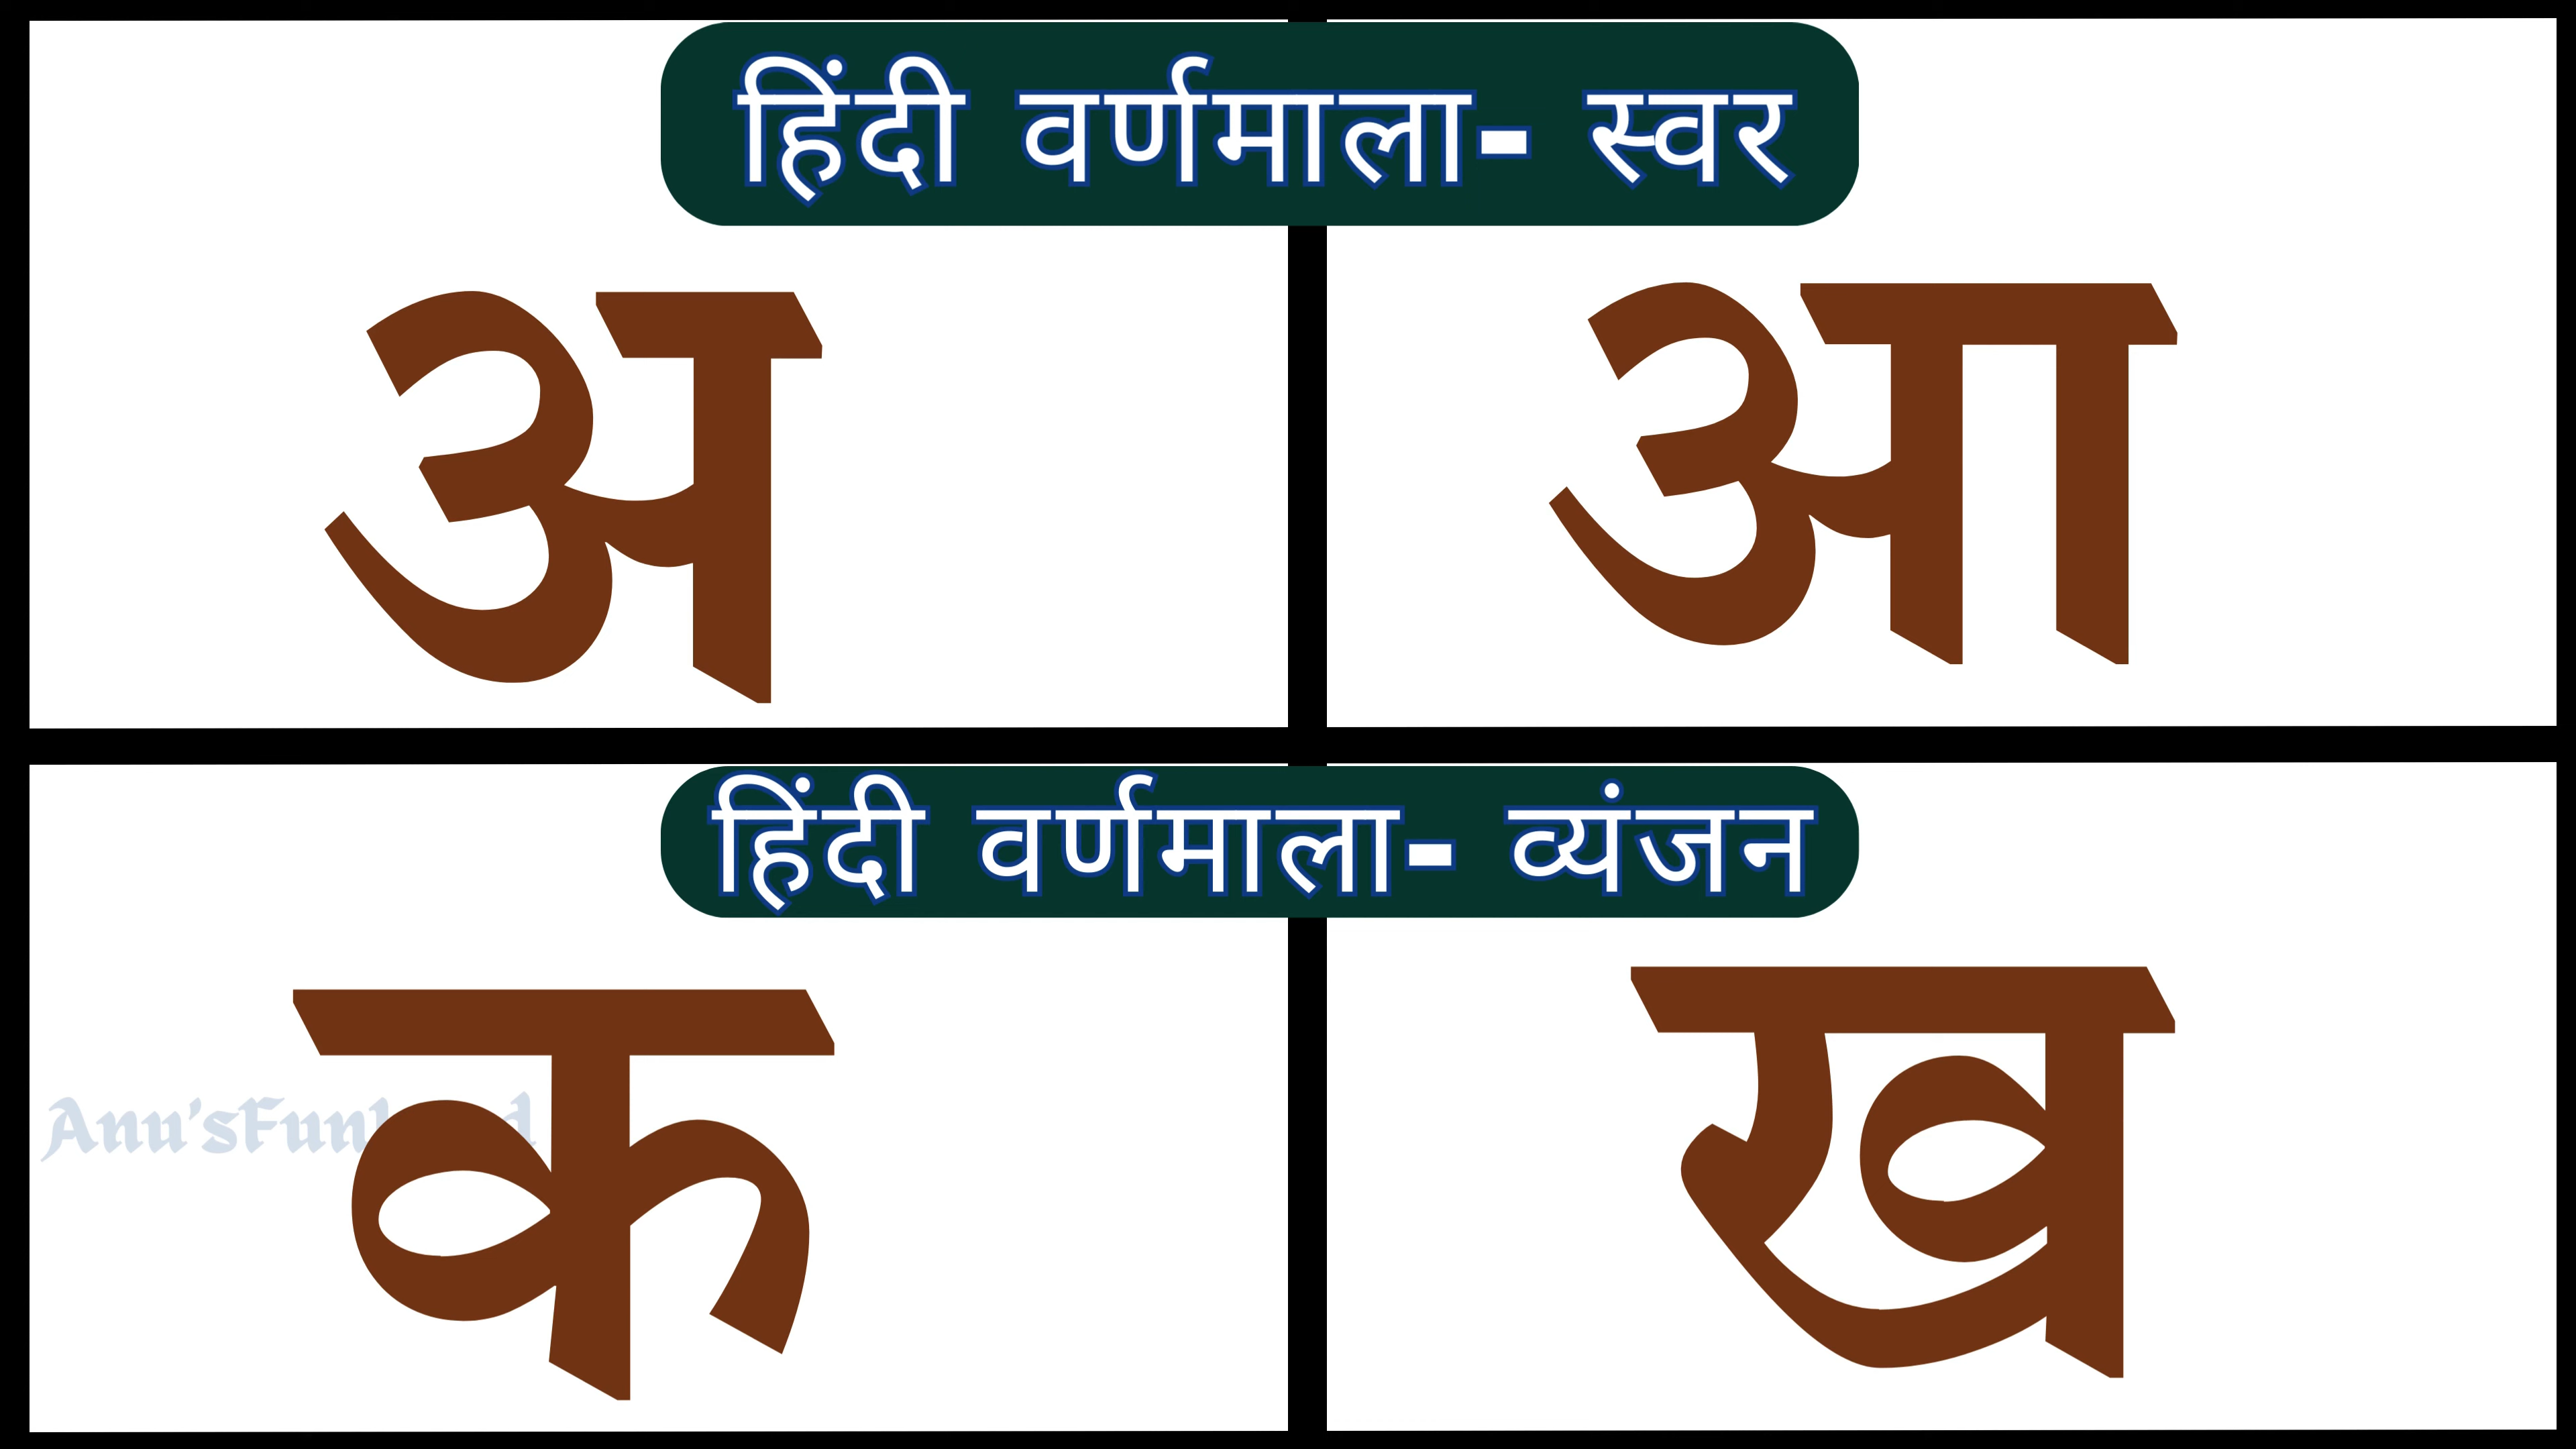 हिंदी वर्णमाला- स्वर
अ आ
हिंदी वर्णमाला- व्यंजन
क ख